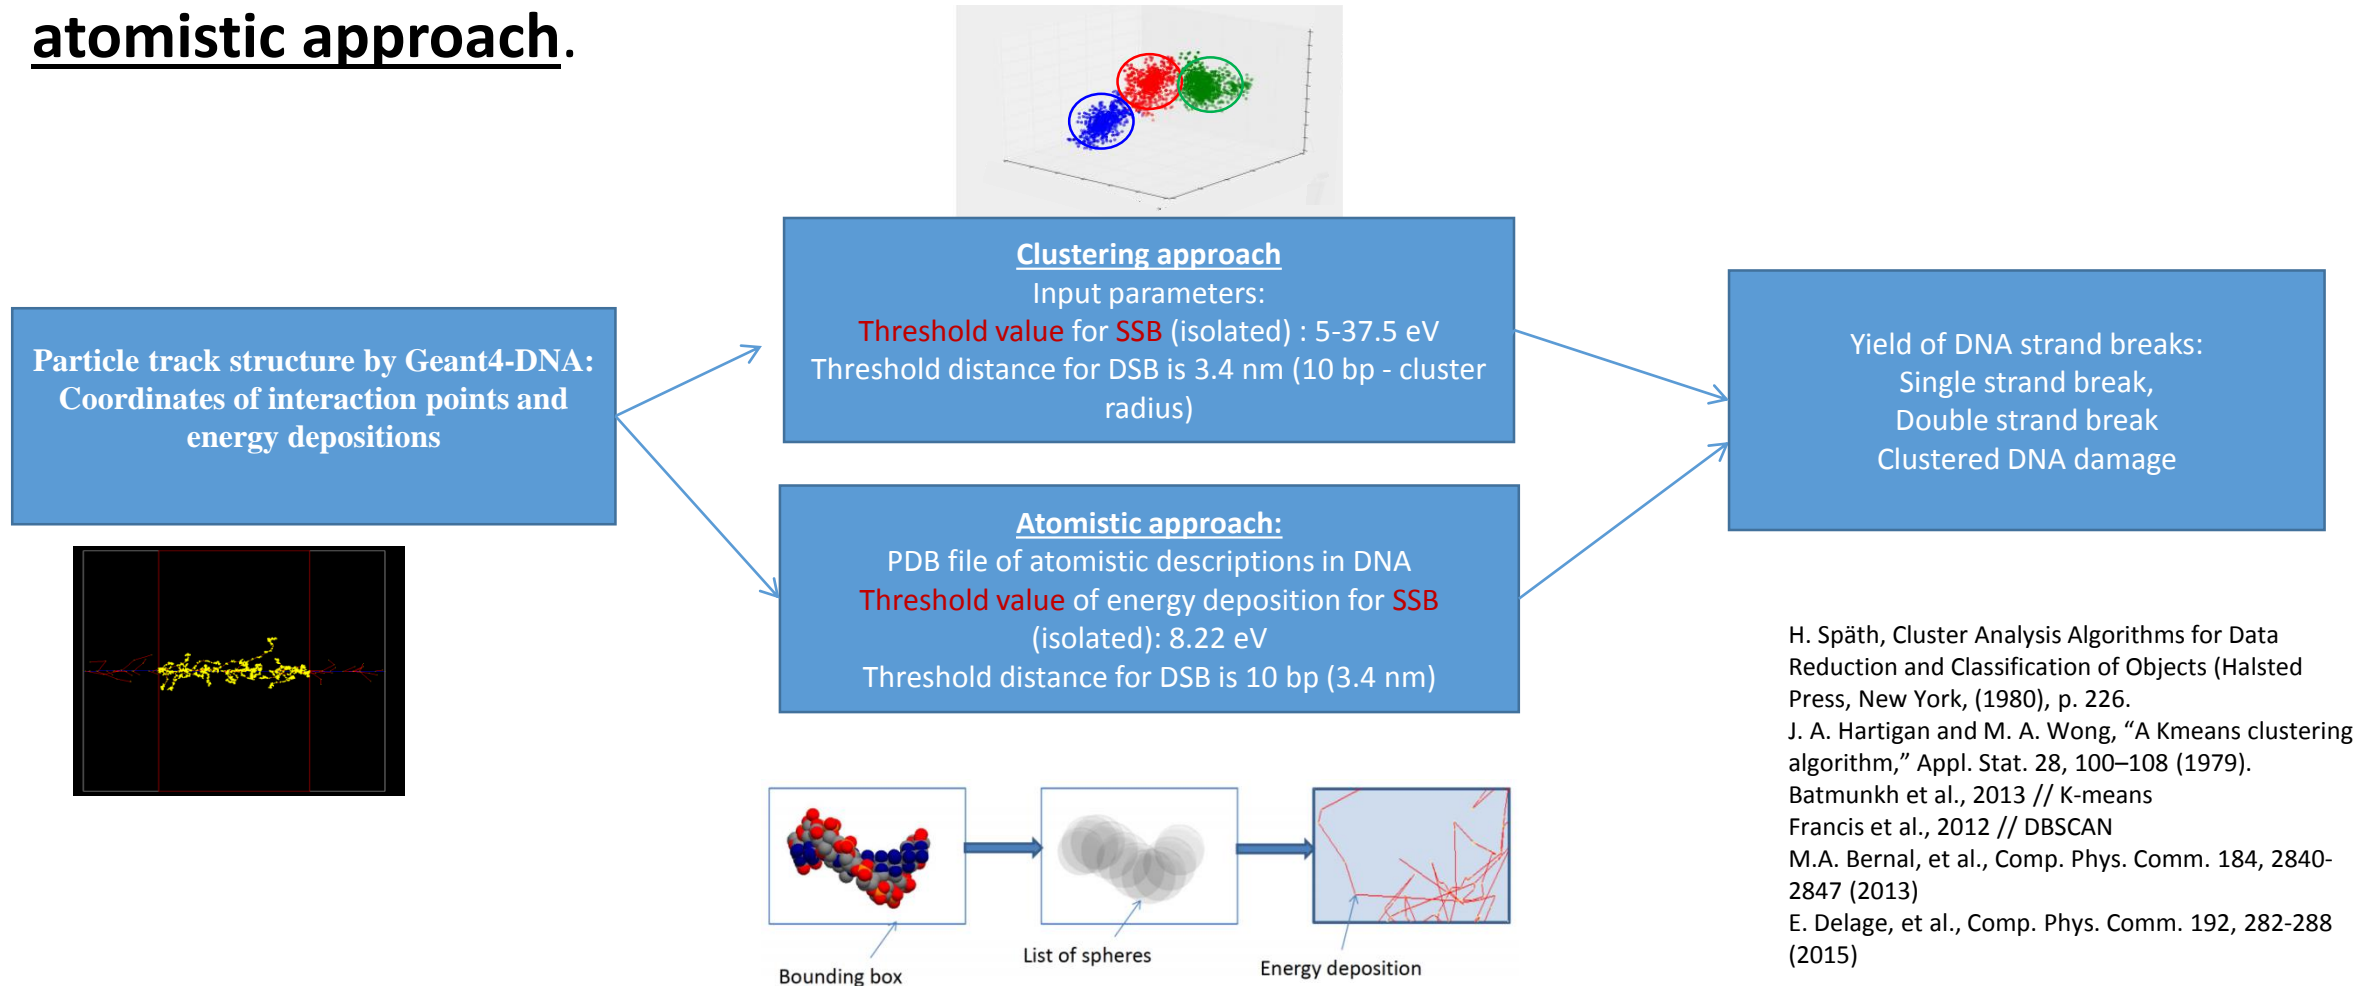 atomistic approach.
Particle track structure by Geant4-DNA:
Coordinates of interaction points and
energy depositions
Clustering approach
Input parameters:
Threshold value for SSB (isolated) : 5-37.5 eV
Threshold distance for DSB is 3.4 nm (10 bp - cluster
radius)
Atomistic approach:
PDB file of atomistic descriptions in DNA
Threshold value of energy deposition for SSB
(isolated): 8.22 eV
Threshold distance for DSB is 10 bp (3.4 nm)
Yield of DNA strand breaks:
Single strand break,
Double strand break
Clustered DNA damage
Bounding box
List of spheres
Energy deposition
H. Späth, Cluster Analysis Algorithms for Data
Reduction and Classification of Objects (Halsted
Press, New York, (1980), p. 226.
J. A. Hartigan and M. A. Wong, “A Kmeans clustering
algorithm,” Appl. Stat. 28, 100–108 (1979).
Batmunkh et al., 2013 // K-means
Francis et al., 2012 // DBSCAN
M.A. Bernal, et al., Comp. Phys. Comm. 184, 2840-
2847 (2013)
E. Delage, et al., Comp. Phys. Comm. 192, 282-288
(2015)